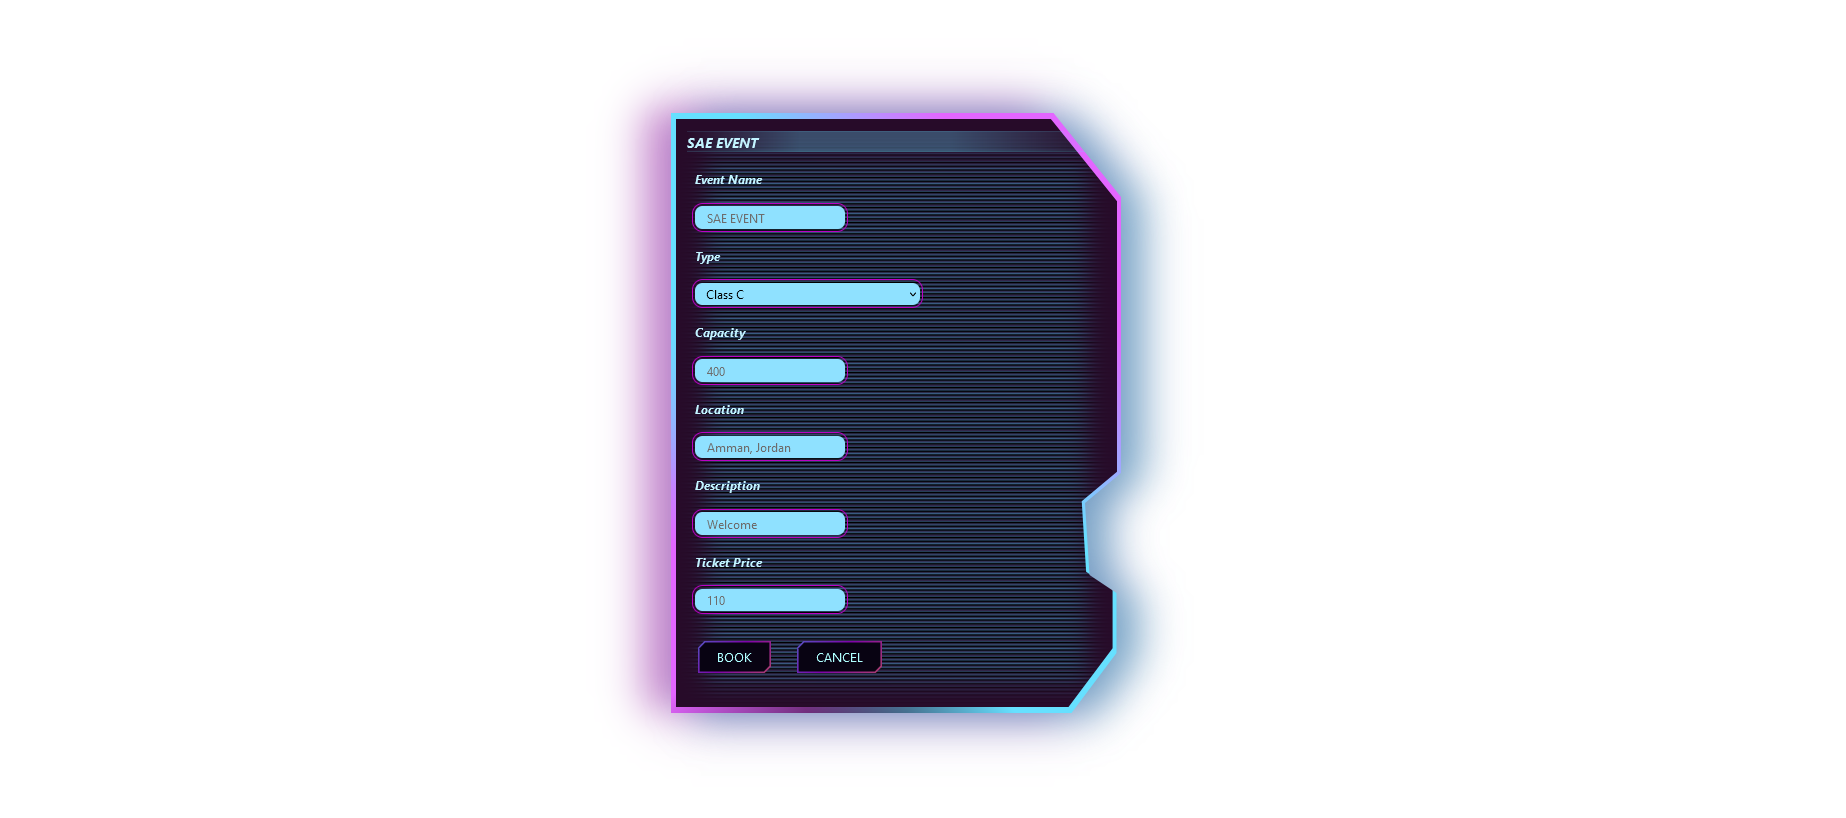 SAE EVENT
Event Name
SAE EVENT
Type
Class C
Capacity
400
Location
Amman, Jordan
Description
Welcome
Ticket Price
110
BOOK
CANCEL